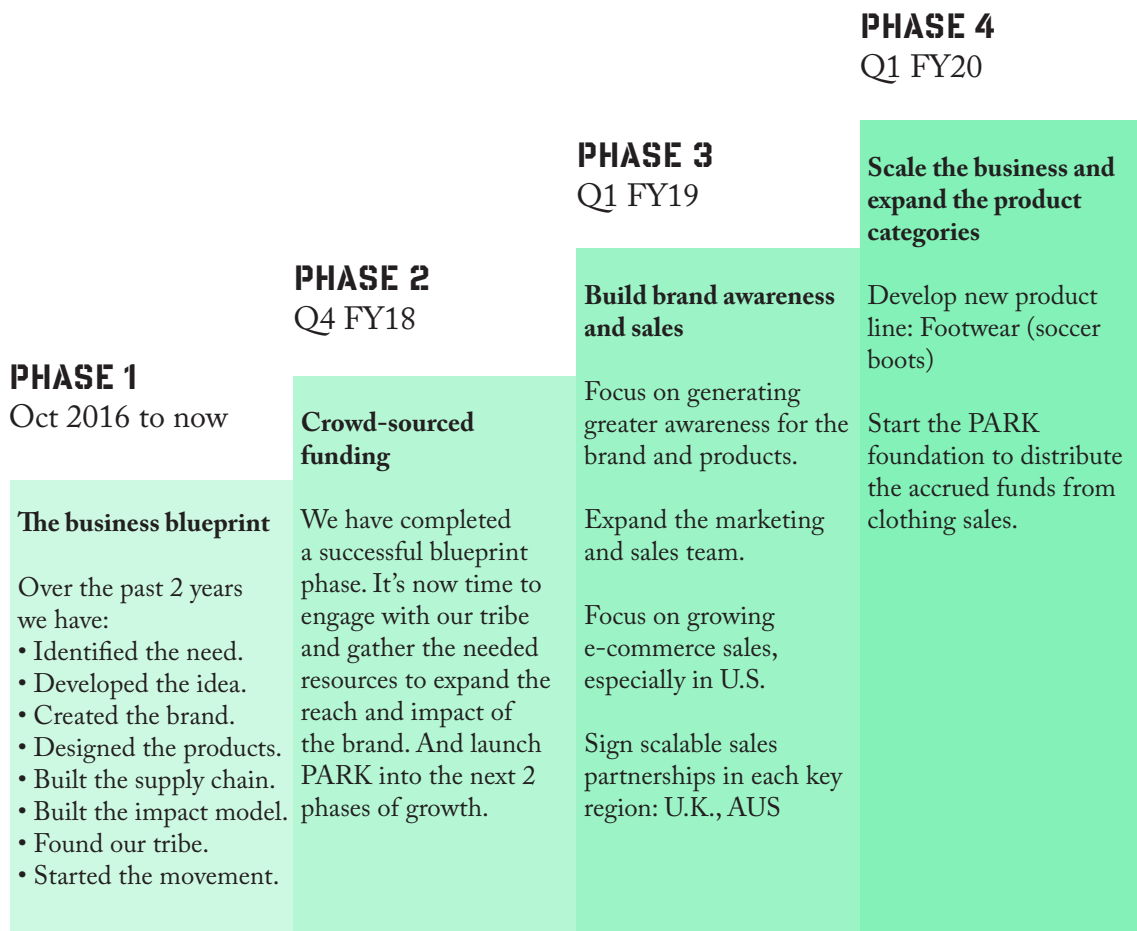 PHASE 1
Oct 2016 to now
The business blueprint
Over the past 2 years
we have:
• Identified the need.
• Developed the idea.
• Created the brand.
• Designed the products.
• Built the supply chain.
• Built the impact model.
• Found our tribe.
• Started the movement.
PHASE 2
Q4 FY18
Crowd-sourced
funding
We have completed
a successful blueprint
phase. It’s now time to
engage with our tribe
and gather the needed
resources to expand the
reach and impact of
the brand. And launch
PARK into the next 2
phases of growth.
PHASE 3
Q1 FY19
Build brand awareness
and sales
Focus on generating
greater awareness for the
brand and products.
Expand the marketing
and sales team.
Focus on growing
e-commerce sales,
especially in U.S.
Sign scalable sales
partnerships in each key
region: U.K., AUS
PHASE 4
Q1 FY20
Scale the business and
expand the product
categories
Develop new product
line: Footwear (soccer
boots)
Start the PARK
foundation to distribute
the accrued funds from
clothing sales.